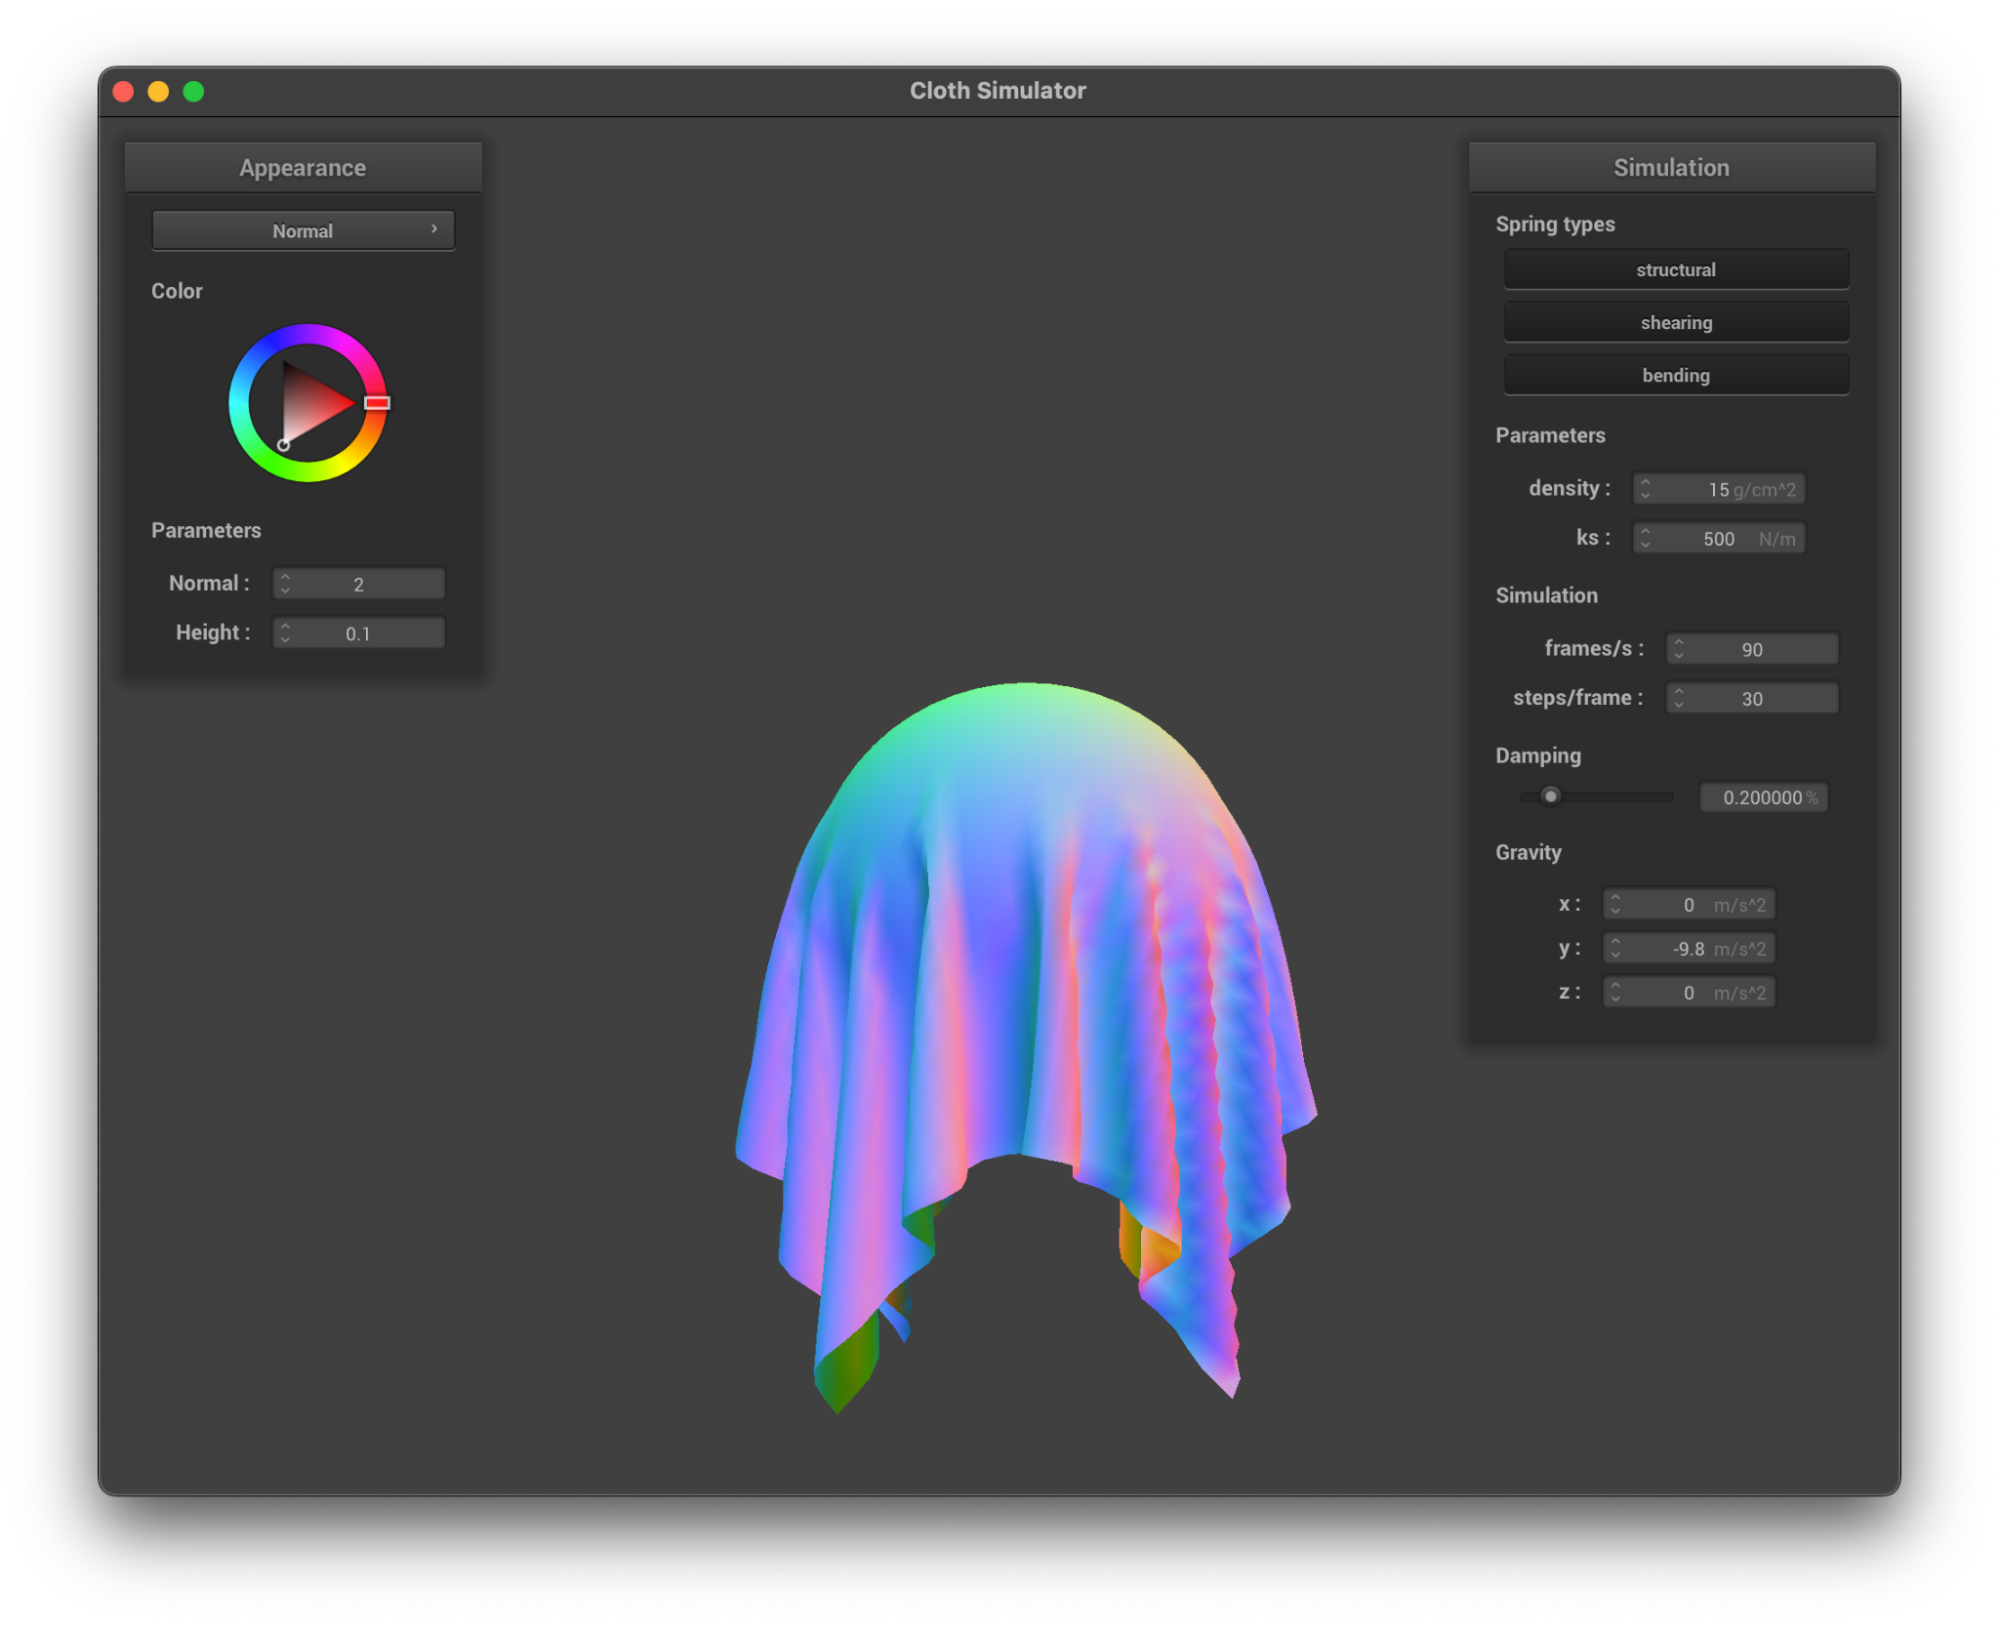 Cloth Simulator
Appearance
Normal
Color
Parameters
Normal : 2
Height : 0.1
Simulation
Spring types
structural
shearing
bending
Parameters
density : 15 g/cm^2
ks : 500 N/m
Simulation
frames/s : 90
steps/frame : 30
Damping
0.200000 %
Gravity
x : 0 m/s^2
y : -9.8 m/s^2
z : 0 m/s^2